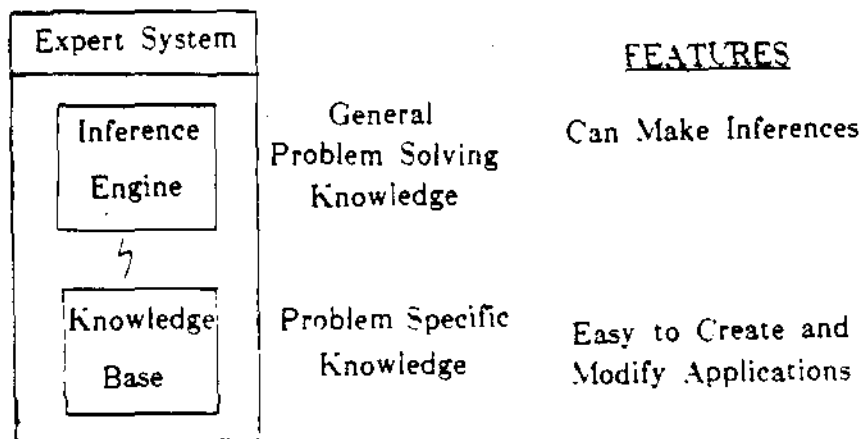 Expert System
FEATURES
Inference
Engine
General
Problem Solving
Knowledge
Can Make Inferences
Knowledge
Base
Problem Specific
Knowledge
Easy to Create and
Modify Applications